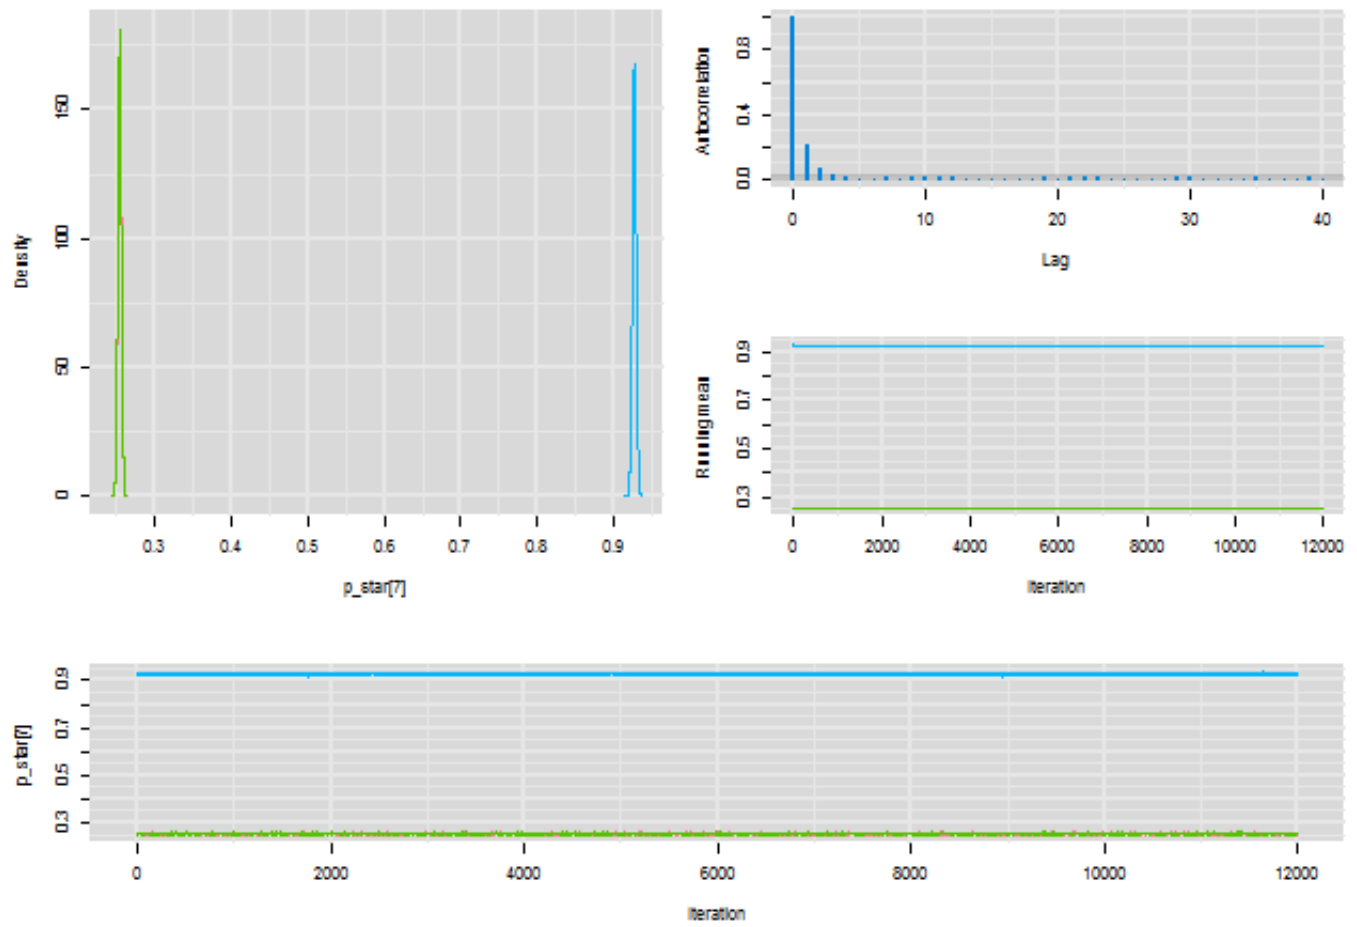 Density
150
100
50
0
0.3 0.4 0.5 0.6 0.7 0.8 0.9
p_star[7]
Autocorrelation
0.8
0.4
0.0
0 10 20 30 40
Lag
Running mean
0.9
0.7
0.5
0.3
0 2000 4000 6000 8000 10000 12000
Iteration
p_star[7]
0.9
0.7
0.5
0.3
0 2000 4000 6000 8000 10000 12000
Iteration